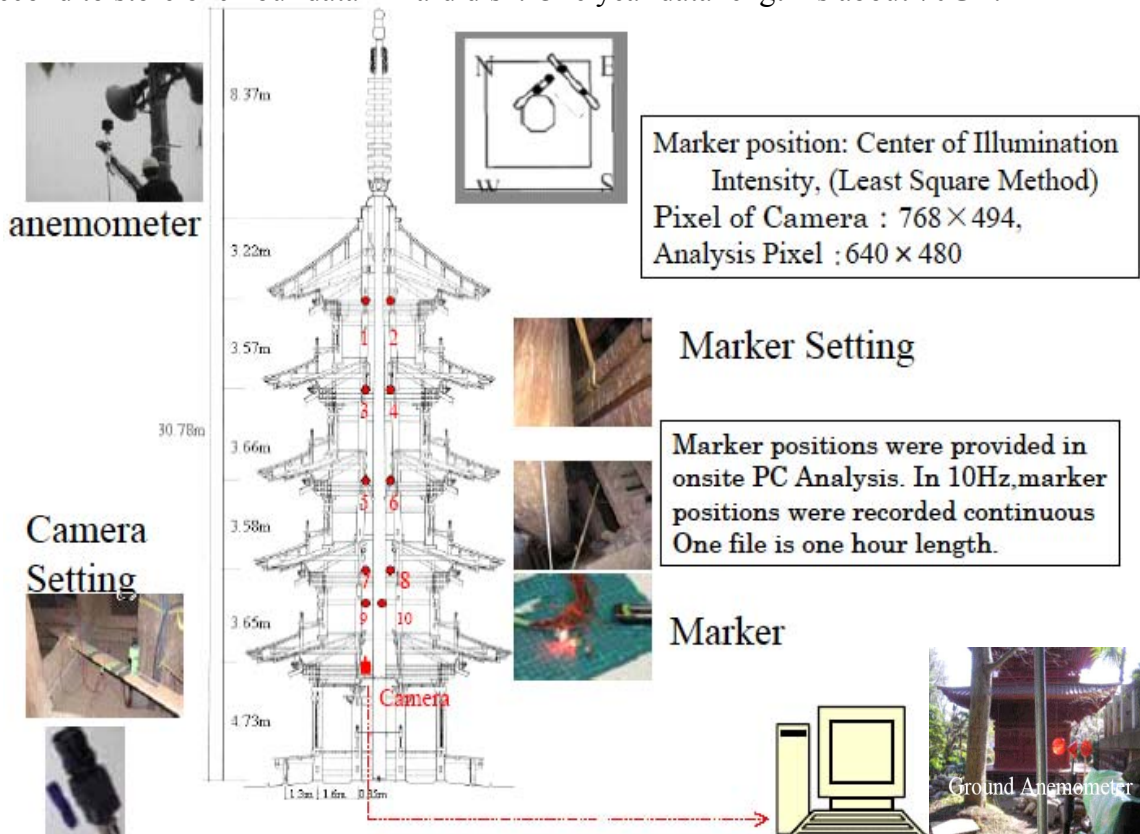 8.37m
N
E
W
S
Marker position: Center of Illumination
Intensity, (Least Square Method)
Pixel of Camera : 768×494,
Analysis Pixel :640×480
anemometer
3.22m
1 2
3.57m
Marker Setting
3 4
30.78m
3.66m
Marker positions were provided in
onsite PC Analysis. In 10Hz,marker
positions were recorded continuous
One file is one hour length.
5 6
Camera
Setting
3.58m
7 8
9 10
3.65m
Marker
Camera
4.73m
Ground Anemometer
1.6m